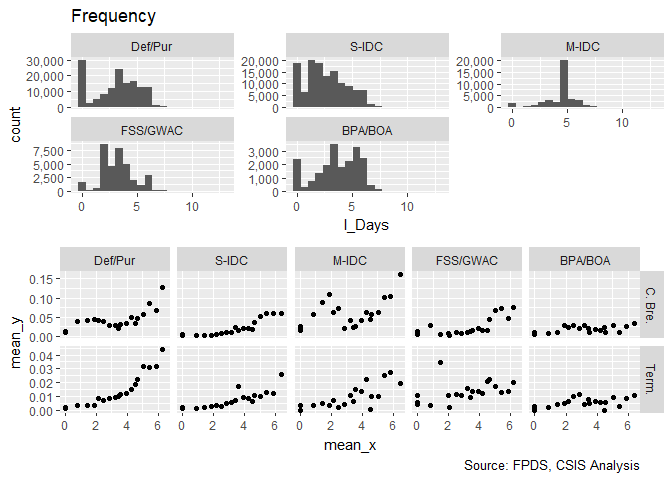 Frequency
Def/Pur
S-IDC
M-IDC
30,000
20,000
10,000
0
20,000
15,000
10,000
5,000
0
20,000
15,000
10,000
5,000
0
0 5 10
count
FSS/GWAC
BPA/BOA
7,500
5,000
2,500
0
3,000
2,000
1,000
0
0 5 10
0 5 10
l_Days
Def/Pur
S-IDC
M-IDC
FSS/GWAC
BPA/BOA
mean_y
0.15
0.10
0.05
0.00
C. Bre.
0.04
0.03
0.02
0.01
0.00
Term.
0 2 4 6
0 2 4 6
0 2 4 6
0 2 4 6
0 2 4 6
mean_x
Source: FPDS, CSIS Analysis